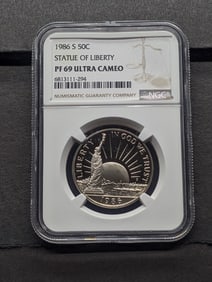 1986 S 50C
STATUE OF LIBERTY
PF 69 ULTRA CAMEO
6813111-294
NUMISMATIC GUARANTY COMPANY
NGC
LIBERTY
IN GOD WE TRUST
1986